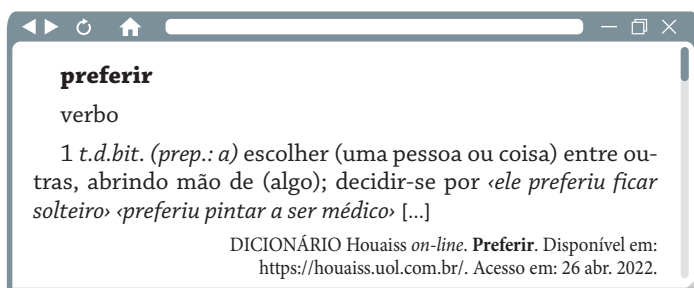 preferir
verbo
1 t.d.bit. (prep.: a) escolher (uma pessoa ou coisa) entre ou-
tras, abrindo mão de (algo); decidir-se por ‹ele preferiu ficar
solteiro› ‹preferiu pintar a ser médico› [...]
DICIONÁRIO Houaiss on-line. Preferir. Disponível em:
https://houaiss.uol.com.br/. Acesso em: 26 abr. 2022.